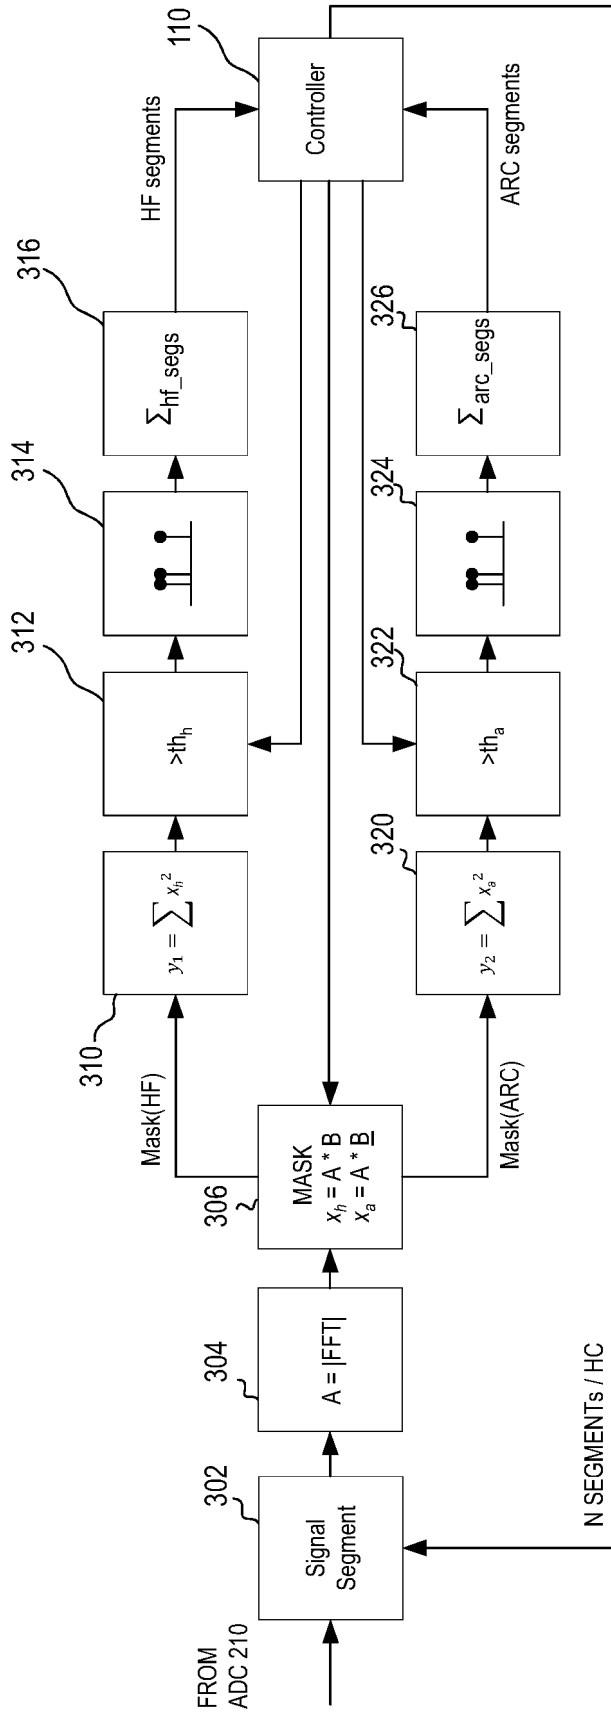 FROM
ADC 210
302
Signal
Segment
304
A = |FFT|
306
MASK
xₕ = A * B
xₐ = A * B̲
Mask(HF)
310
y₁ = ∑ xₕ²
312
>thₕ
314
316
Σhf_segs
HF segments
110
Controller
Mask(ARC)
320
y₂ = ∑ xₐ²
322
>thₐ
324
326
Σarc_segs
ARC segments
N SEGMENTs / HC